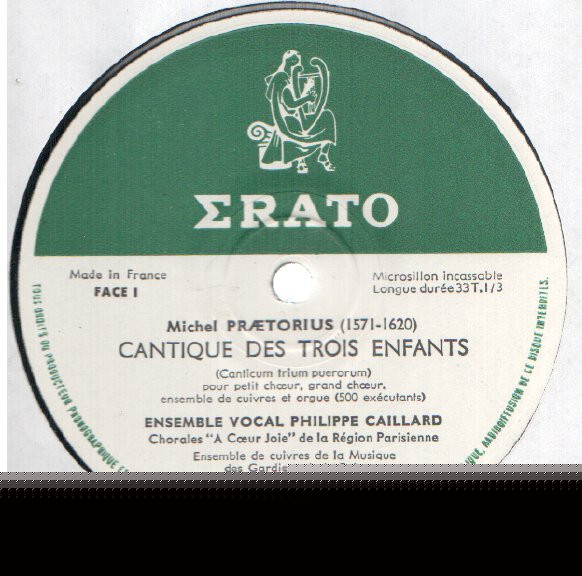 ΣRATO
Made in France
FACE I
Microsillon incassable
Longue durée 33T.1/3
Michel PRÆTORIUS (1571-1620)
CANTIQUE DES TROIS ENFANTS
(Canticum trium puerorum)
pour petit chœur, grand chœur.
ensemble de cuivres et orgue (500 exécutants)
ENSEMBLE VOCAL PHILIPPE CAILLARD
Chorales "A Cœur Joie" de la Région Parisienne
Ensemble de cuivres de la Musique
des
TOUS DROITS DU PRODUCTEUR PHONOGRAPHIQUE
RADIODIFFUSION DE CE DISQUE INTERDITES.